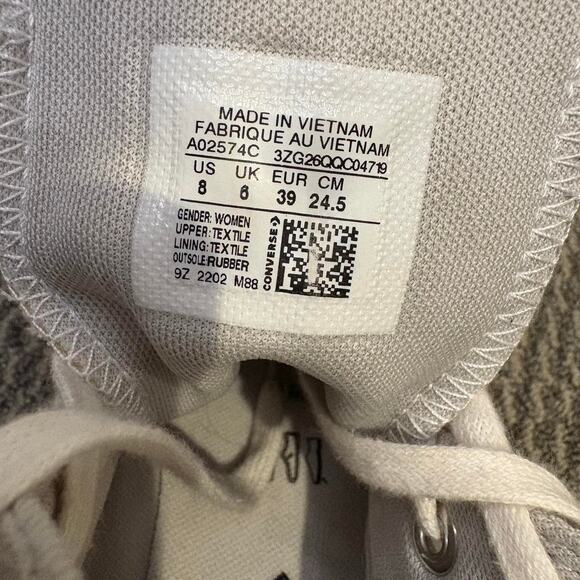 MADE IN VIETNAM
FABRIQUE AU VIETNAM
A02574C 3ZG26QQC04719
US UK EUR CM
8 6 39 24.5
GENDER: WOMEN
UPPER: TEXTILE
LINING: TEXTILE
OUTSOLE: RUBBER
9Z 2202 M88
CONVERSE